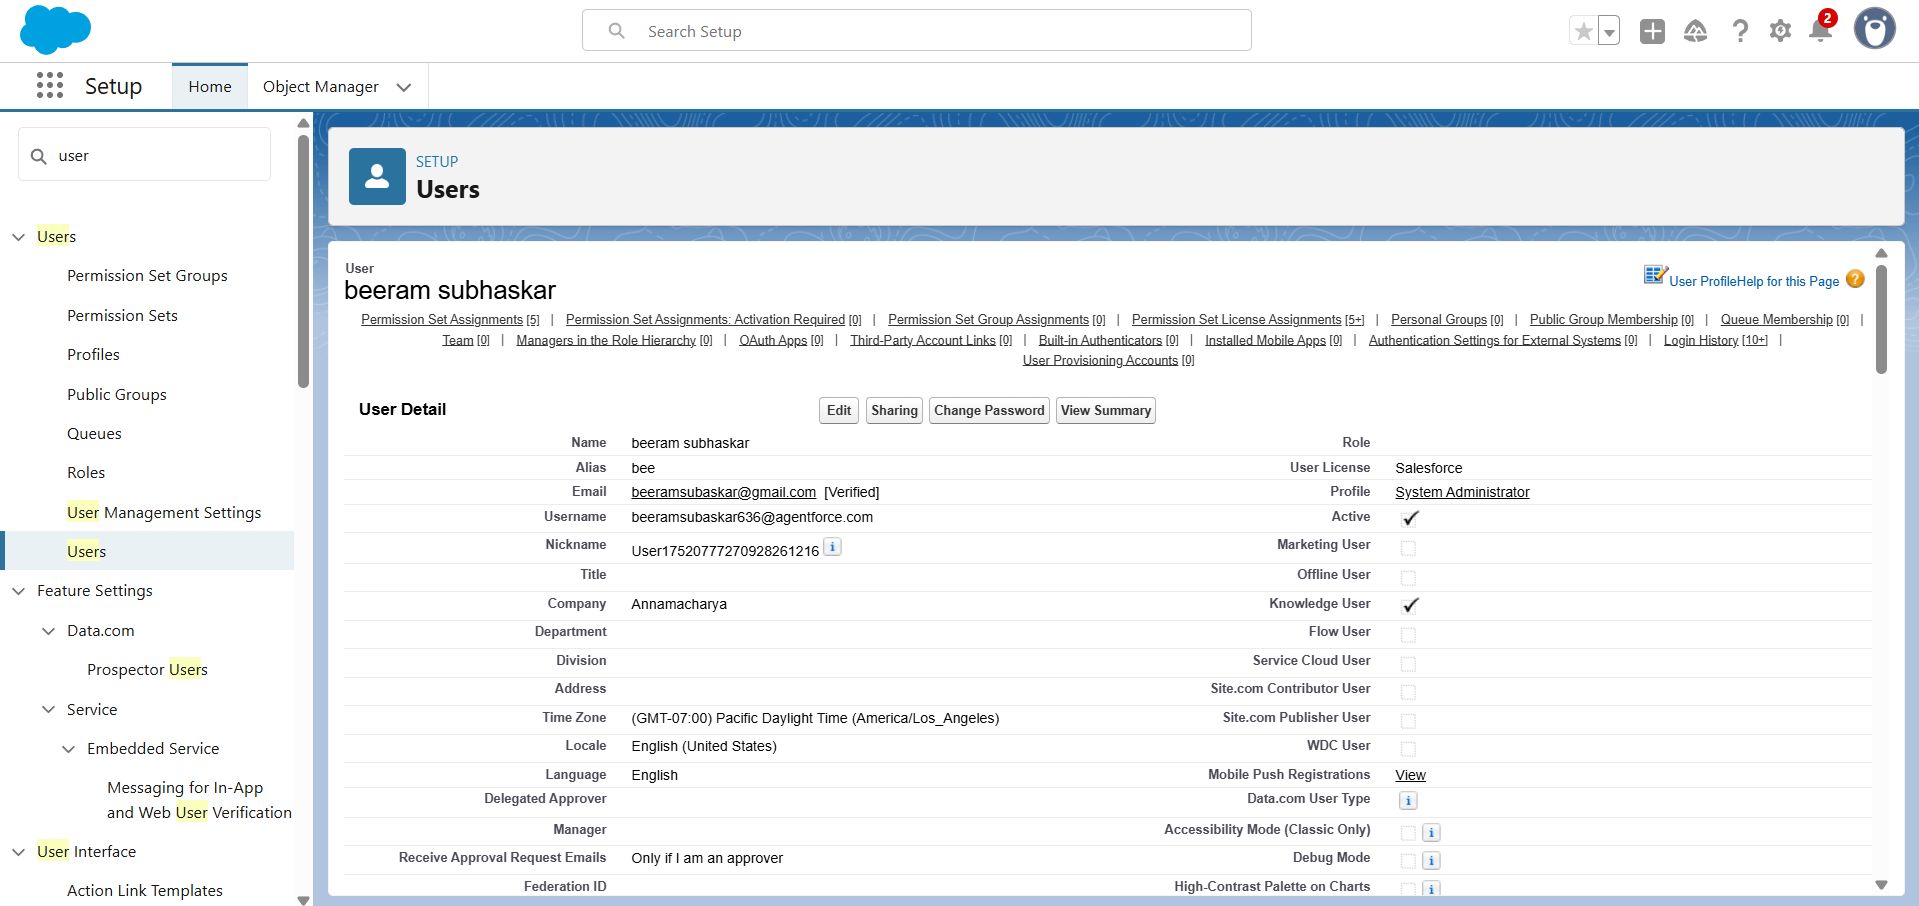 Search Setup
2
Setup
Home
Object Manager
user
Users
Permission Set Groups
Permission Sets
Profiles
Public Groups
Queues
Roles
User Management Settings
Users
Feature Settings
Data.com
Prospector Users
Service
Embedded Service
Messaging for In-App
and Web User Verification
User Interface
Action Link Templates
SETUP
Users
User
beeram subhaskar
User Profile Help for this Page ?
Permission Set Assignments [5] | Permission Set Assignments: Activation Required [0] | Permission Set Group Assignments [0] | Permission Set License Assignments [5+] | Personal Groups [0] | Public Group Membership [0] | Queue Membership [0] |
Team [0] | Managers in the Role Hierarchy [0] | OAuth Apps [0] | Third-Party Account Links [0] | Built-in Authenticators [0] | Installed Mobile Apps [0] | Authentication Settings for External Systems [0] | Login History [10+] |
User Provisioning Accounts [0]
User Detail
Edit Sharing Change Password View Summary
Name beeram subhaskar Role
Alias bee User License Salesforce
Email beeramsubaskar@gmail.com [Verified] Profile System Administrator
Username beeramsubaskar636@agentforce.com Active
Nickname User17520777270928261216 i Marketing User
Title Offline User
Company Annamacharya Knowledge User
Department Flow User
Division Service Cloud User
Address Site.com Contributor User
Time Zone (GMT-07:00) Pacific Daylight Time (America/Los_Angeles) Site.com Publisher User
Locale English (United States) WDC User
Language English Mobile Push Registrations View
Delegated Approver Data.com User Type i
Manager Accessibility Mode (Classic Only) i
Receive Approval Request Emails Only if I am an approver Debug Mode i
Federation ID High-Contrast Palette on Charts i